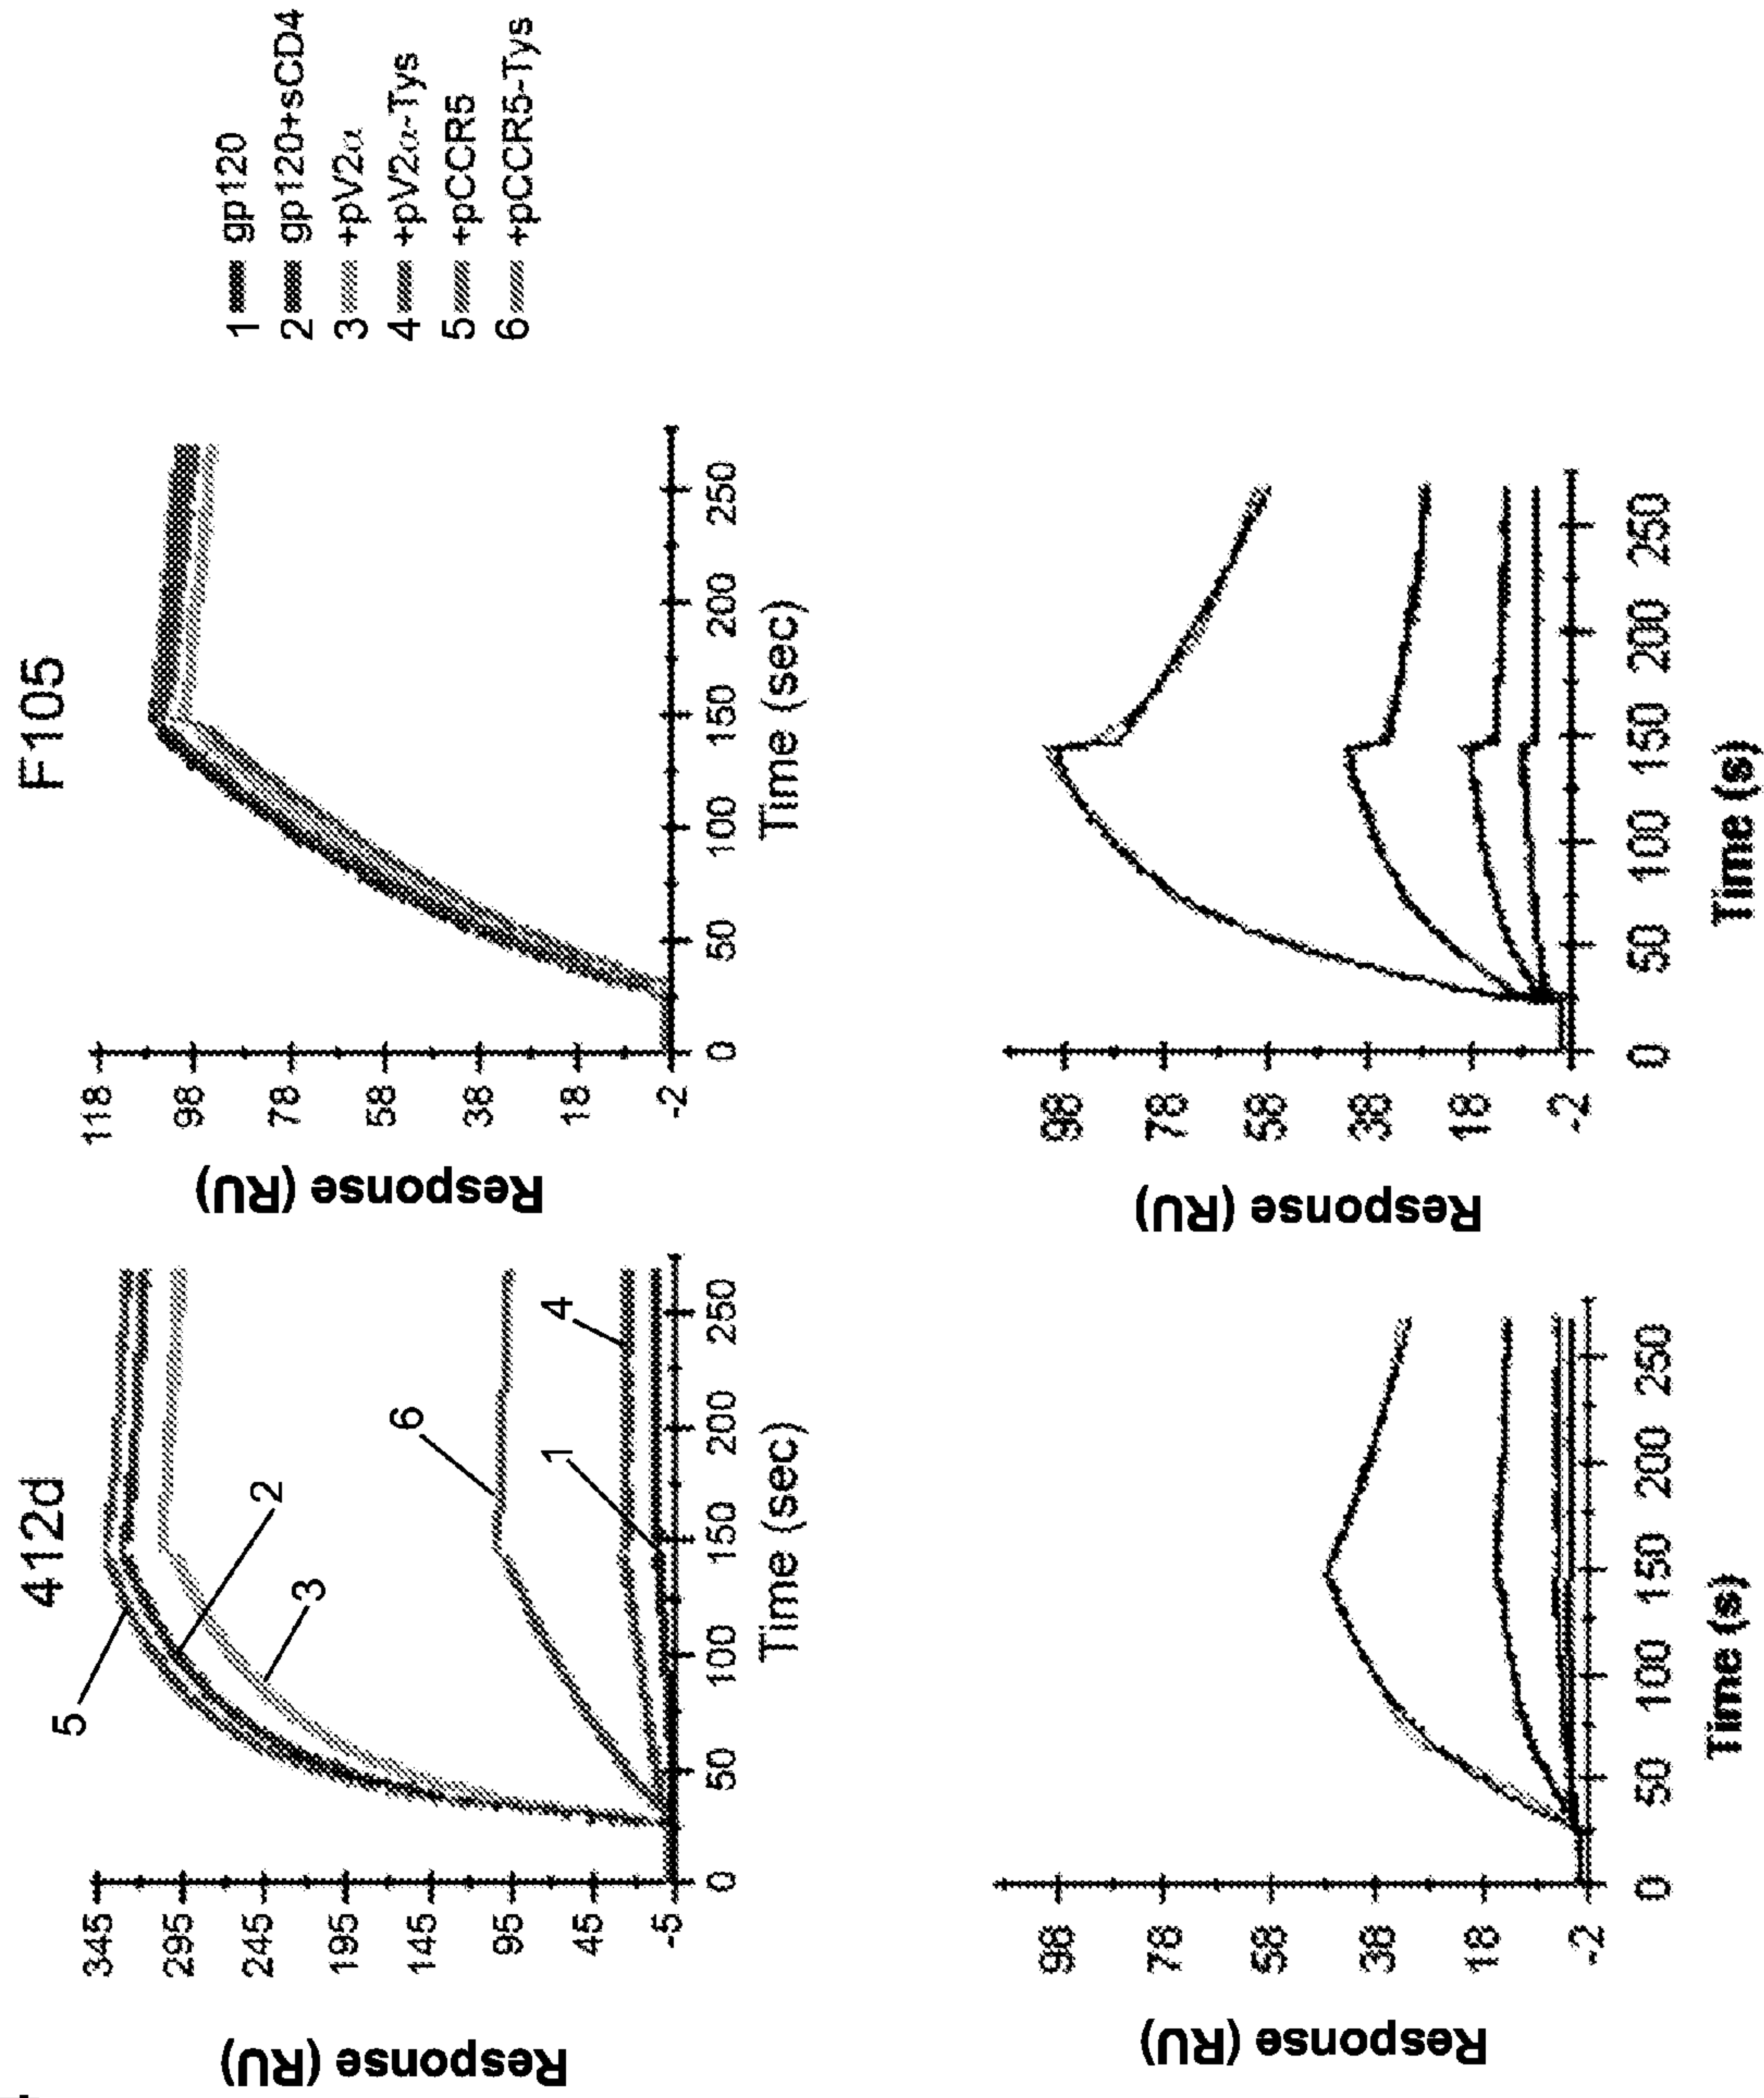 412d
Response (RU)
345
295
245
195
145
95
45
-5
0 50 100 150 200 250
Time (sec)
5
2
3
6
4
1
F105
Response (RU)
118
98
78
58
38
18
-2
0 50 100 150 200 250
Time (sec)
1 gp120
2 gp120+sCD4
3 +pV2α
4 +pV2α-Tys
5 +pCCR5
6 +pCCR5-Tys
Response (RU)
98
78
58
38
18
-2
0 50 100 150 200 250
Time (s)
Response (RU)
98
78
58
38
18
-2
0 50 100 150 200 250
Time (s)